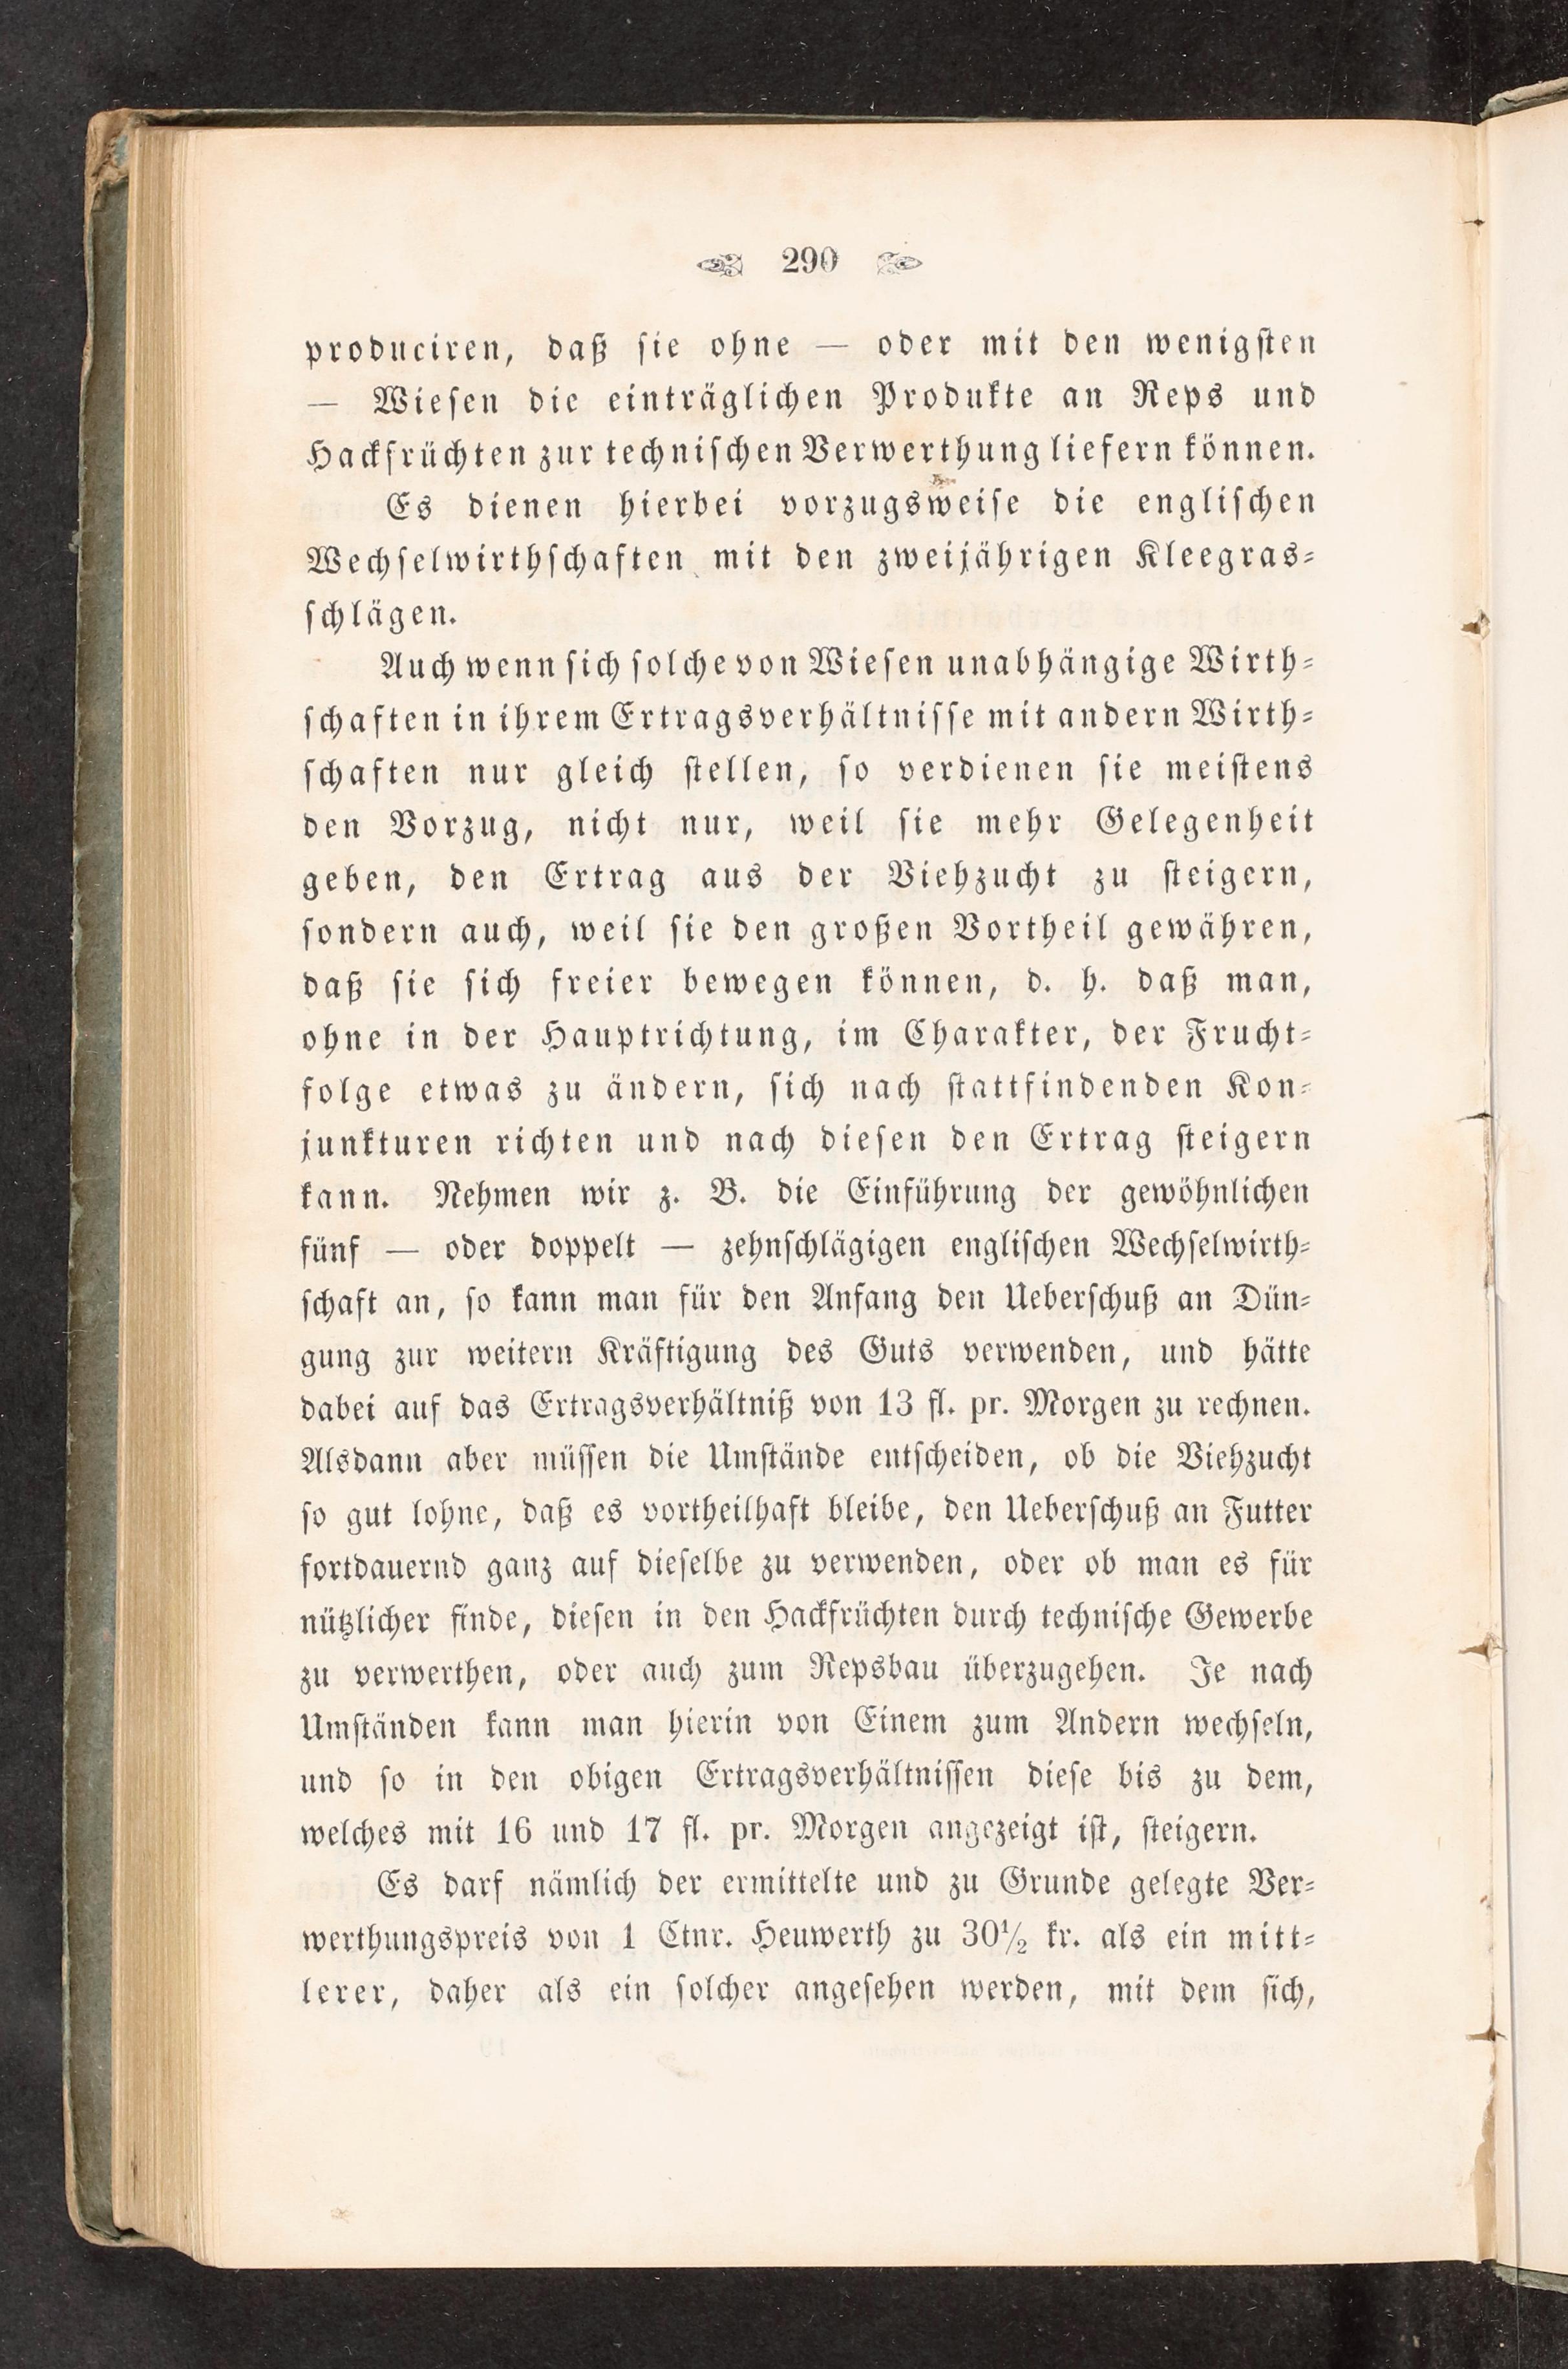 290
produciren, daß sie ohne — oder mit den wenigsten
— Wiesen die einträglichen Produkte an Reps und
Hackfrüchten zur technischen Verwerthung liefern können.
Es dienen hierbei vorzugsweise die englischen
Wechselwirthschaften mit den zweijährigen Kleegras-
schlägen.
Auch wenn sich solche von Wiesen unabhängige Wirth-
schaften in ihrem Ertragsverhältnisse mit andern Wirth-
schaften nur gleich stellen, so verdienen sie meistens
den Vorzug, nicht nur, weil sie mehr Gelegenheit
geben, den Ertrag aus der Viehzucht zu steigern,
sondern auch, weil sie den großen Vortheil gewähren,
daß sie sich freier bewegen können, d. h. daß man,
ohne in der Hauptrichtung, im Charakter, der Frucht-
folge etwas zu ändern, sich nach stattfindenden Kon-
junkturen richten und nach diesen den Ertrag steigern
kann. Nehmen wir z. B. die Einführung der gewöhnlichen
fünf — oder doppelt — zehnschlägigen englischen Wechselwirth-
schaft an, so kann man für den Anfang den Ueberschuß an Dün-
gung zur weitern Kräftigung des Guts verwenden, und hätte
dabei auf das Ertragsverhältniß von 13 fl. pr. Morgen zu rechnen.
Alsdann aber müssen die Umstände entscheiden, ob die Viehzucht
so gut lohne, daß es vortheilhaft bleibe, den Ueberschuß an Futter
fortdauernd ganz auf dieselbe zu verwenden, oder ob man es für
nützlicher finde, diesen in den Hackfrüchten durch technische Gewerbe
zu verwerthen, oder auch zum Repsbau überzugehen. Je nach
Umständen kann man hierin von Einem zum Andern wechseln,
und so in den obigen Ertragsverhältnissen diese bis zu dem,
welches mit 16 und 17 fl. pr. Morgen angezeigt ist, steigern.
Es darf nämlich der ermittelte und zu Grunde gelegte Ver-
werthungspreis von 1 Ctnr. Heuwerth zu 30½ kr. als ein mitt-
lerer, daher als ein solcher angesehen werden, mit dem sich,